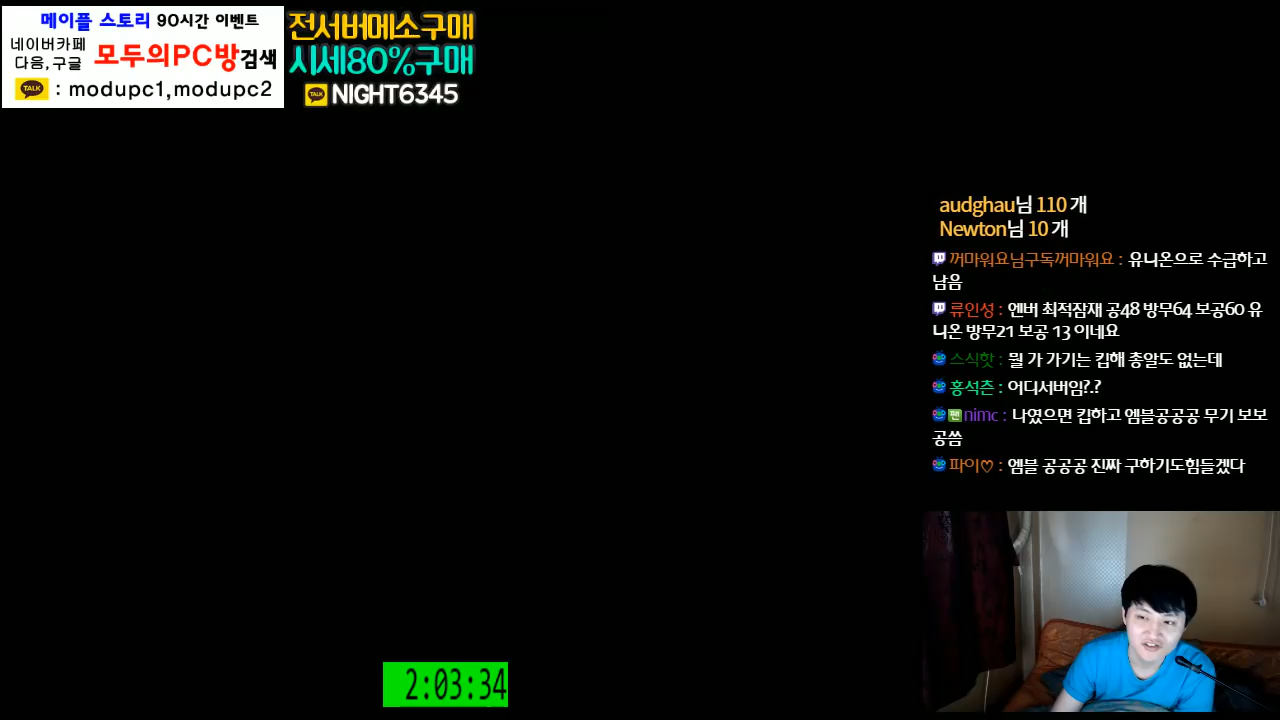 메이플 스토리 90시간 이벤트
네이버카페
다음,구글 모두의PC방검색
TALK : modupc1,modupc2
전서버메소구매
시세80%구매
TALK NIGHT6345
audghau님 110 개
Newton님 10 개
꺼마워요님구독꺼마워요 : 유니온으로 수급하고
남음
류인성 : 엔버 최적잠재 공48 방무64 보공60 유
니온 방무21 보공 13 이네요
스식핫 : 뭘 가 가기는 킴해 총알도 없는데
홍석츤 : 어디서버임?.?
팬 nimc : 나였으면 킵하고 엠블공공공 무기 보보
공씀
파이♡ : 엠블 공공공 진짜 구하기도힘들겠다
2:03:34